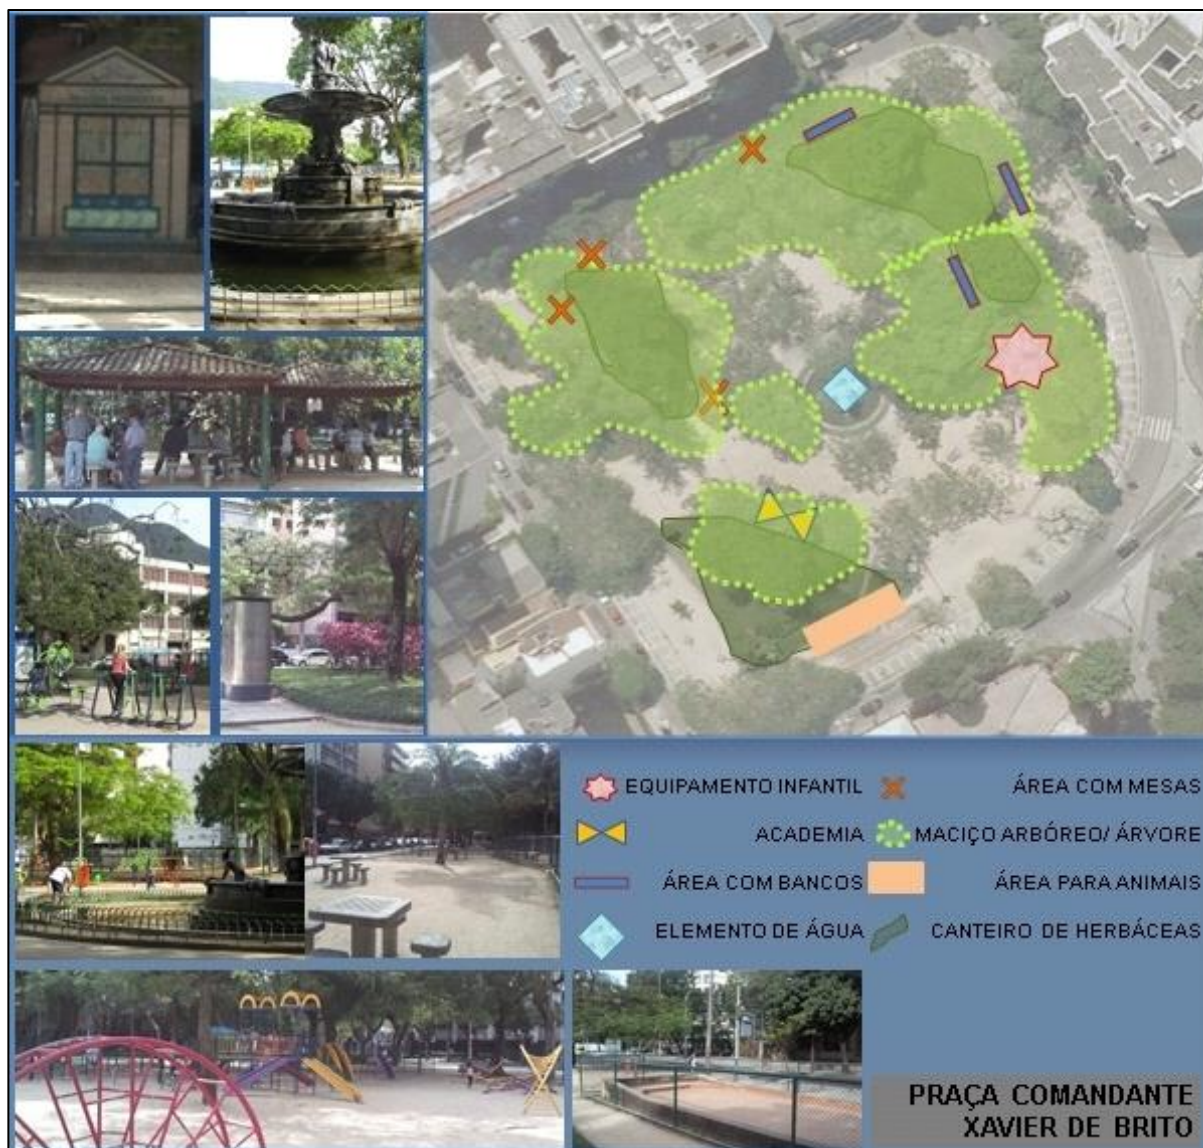 EQUIPAMENTO INFANTIL
ÁREA COM MESAS
ACADEMIA
MACIÇO ARBÓREO/ ÁRVORE
ÁREA COM BANCOS
ÁREA PARA ANIMAIS
ELEMENTO DE ÁGUA
CANTEIRO DE HERBÁCEAS
PRAÇA COMANDANTE
XAVIER DE BRITO